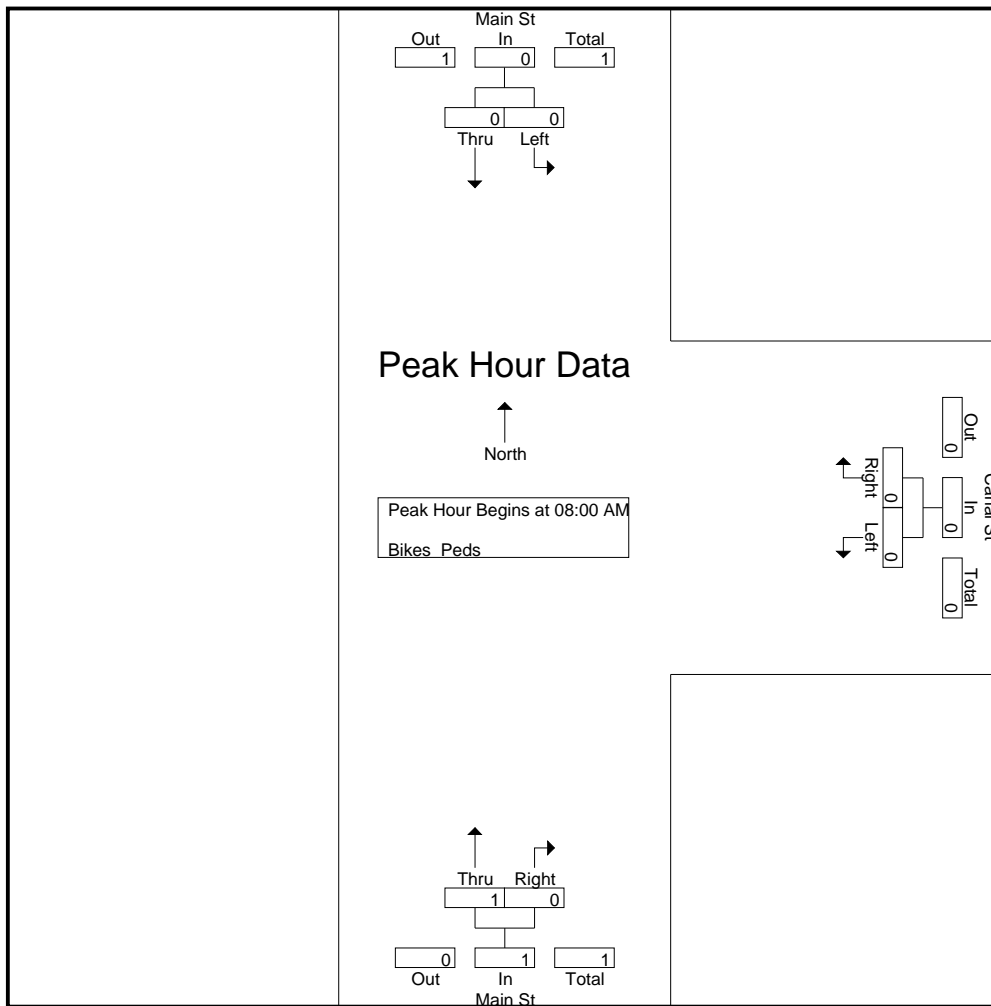 Main St
Out In Total
1 0 1
0 0
Thru Left
Peak Hour Data
North
Peak Hour Begins at 08:00 AM
Bikes Peds
Canal St
Out In Total
0 0 0
Right Left
0 0
Thru Right
1 0
0 1 1
Out In Total
Main St